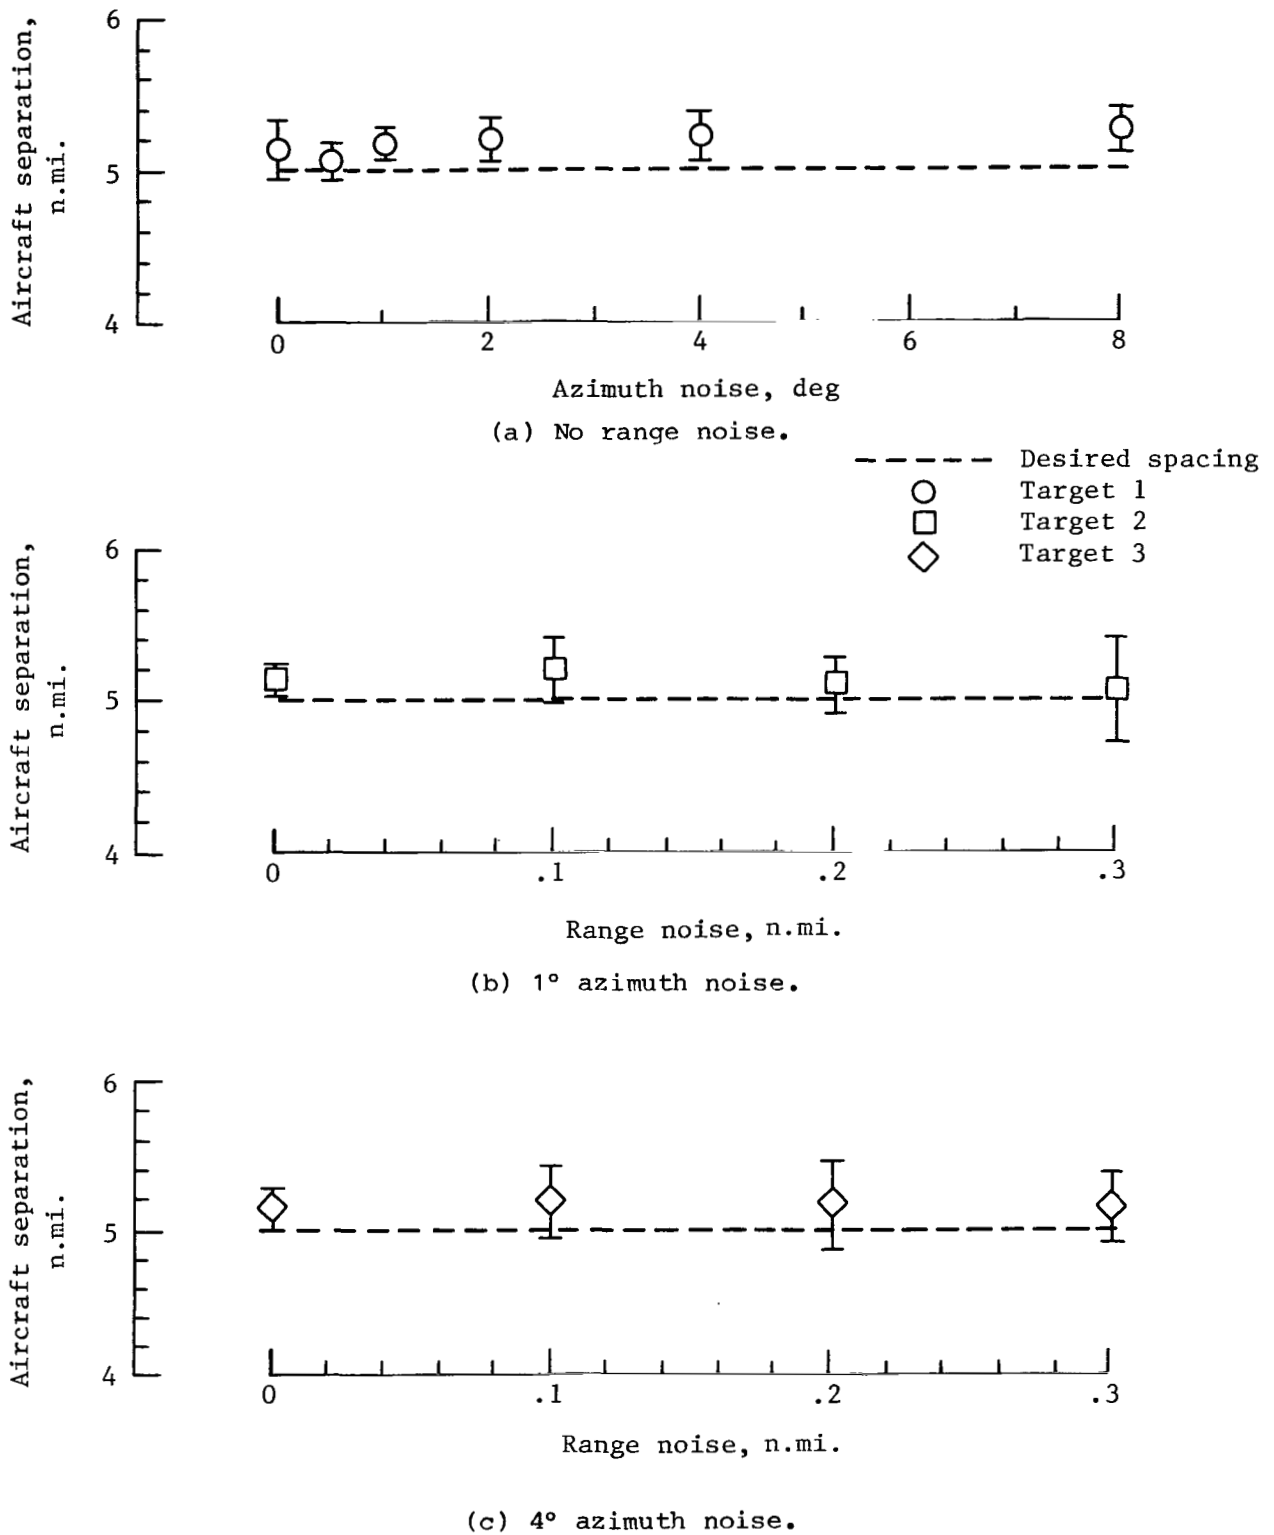 Aircraft separation,
n.mi.
6
5
4
0 2 4 6 8
Azimuth noise, deg
(a) No range noise.
Desired spacing
Target 1
Target 2
Target 3
Aircraft separation,
n.mi.
6
5
4
0 .1 .2 .3
Range noise, n.mi.
(b) 1° azimuth noise.
Aircraft separation,
n.mi.
6
5
4
0 .1 .2 .3
Range noise, n.mi.
(c) 4° azimuth noise.